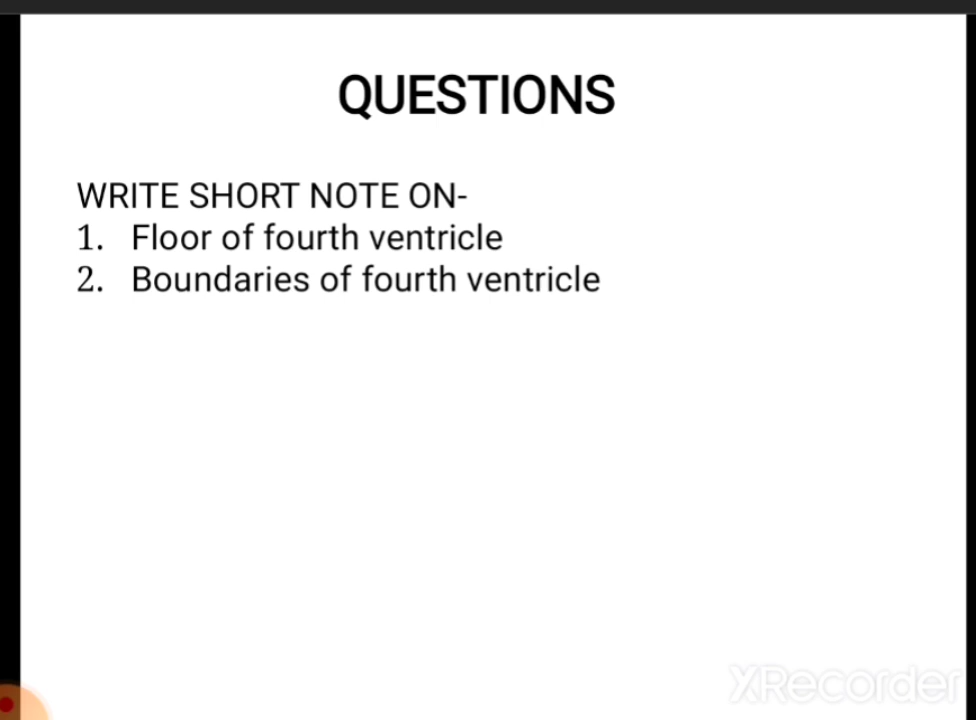 QUESTIONS
WRITE SHORT NOTE ON-
1. Floor of fourth ventricle
2. Boundaries of fourth ventricle
XRecorder